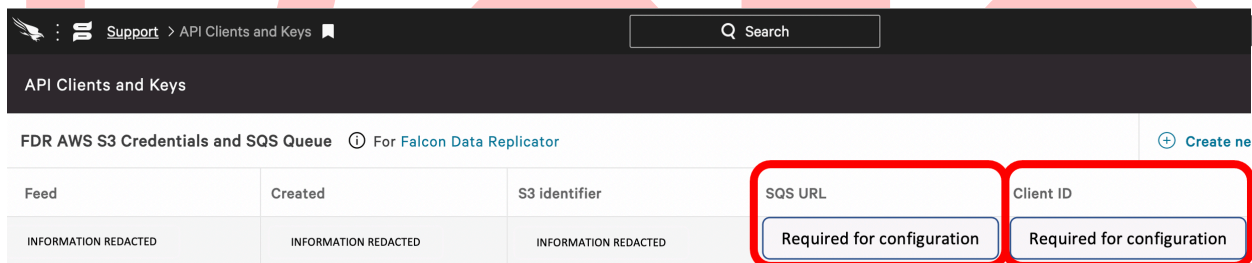 Support > API Clients and Keys
Search
API Clients and Keys
FDR AWS S3 Credentials and SQS Queue For Falcon Data Replicator
Create ne
Feed Created S3 identifier SQS URL Client ID
INFORMATION REDACTED INFORMATION REDACTED INFORMATION REDACTED Required for configuration Required for configuration